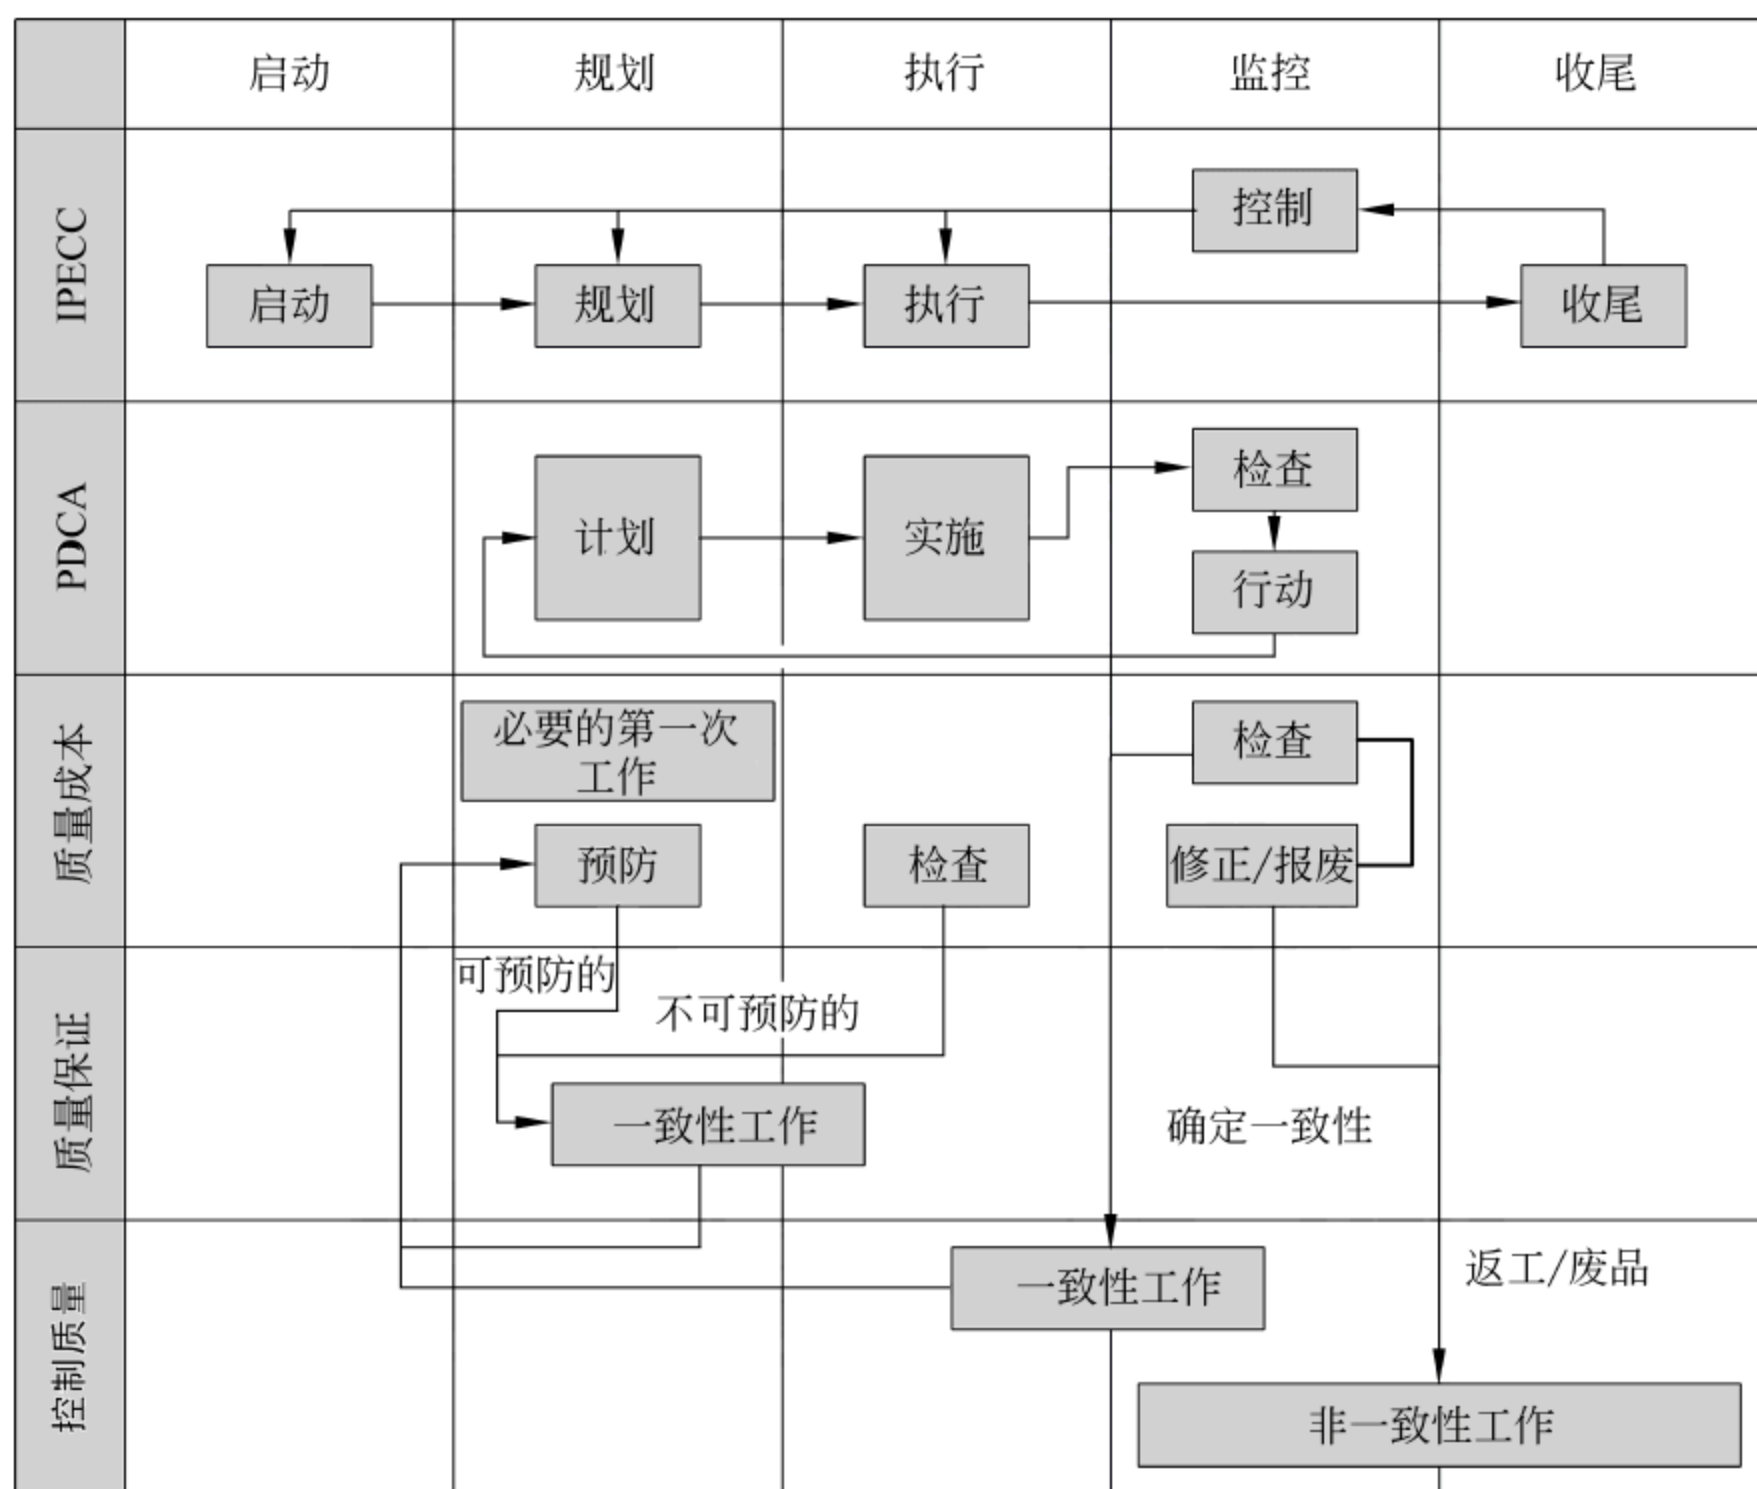 启动
规划
执行
监控
收尾
IPECC
控制
启动
规划
执行
收尾
PDCA
计划
实施
检查
行动
质量成本
必要的第一次
工作
检查
预防
检查
修正/报废
质量保证
可预防的
不可预防的
一致性工作
确定一致性
控制质量
一致性工作
返工/废品
非一致性工作